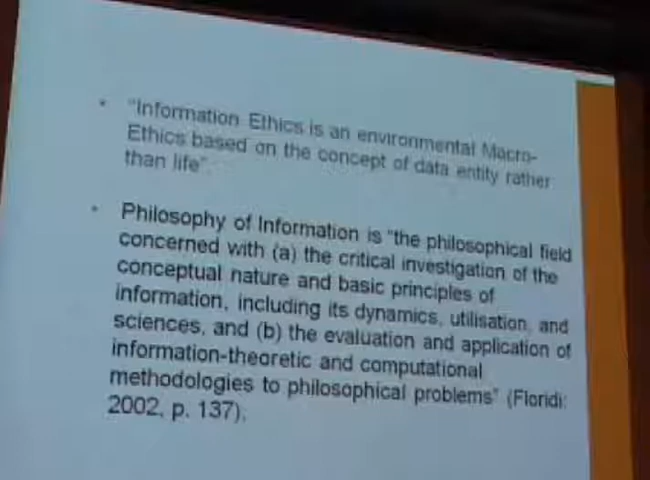 • "Information Ethics is an environmental Macro-
Ethics based on the concept of data entity rather
than life".
• Philosophy of Information is "the philosophical field
concerned with (a) the critical investigation of the
conceptual nature and basic principles of
information, including its dynamics, utilisation, and
sciences, and (b) the evaluation and application of
information-theoretic and computational
methodologies to philosophical problems" (Floridi:
2002, p. 137).